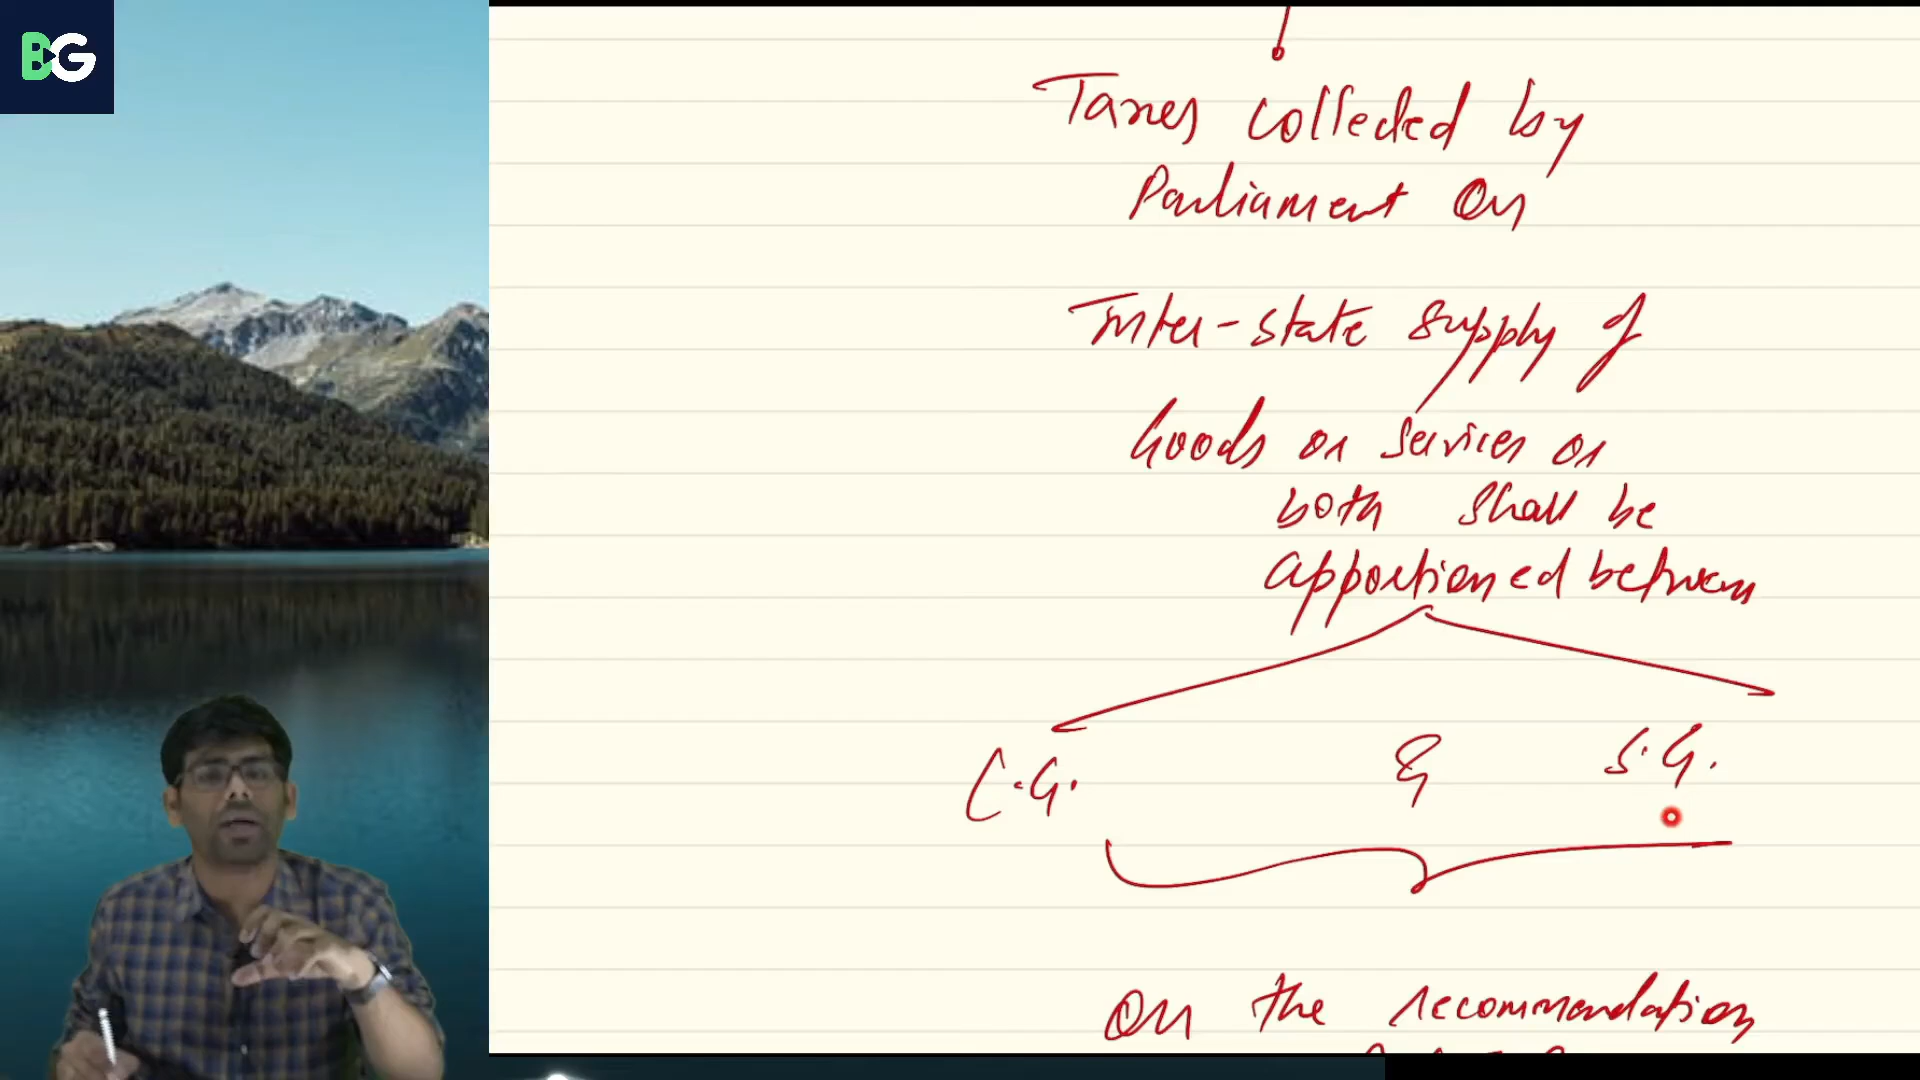 BG
Taxes collected by
Parliament on
Inter-state supply of
Goods or services or
both shall be
apportioned between
C.G. & S.G.
On the recommendation